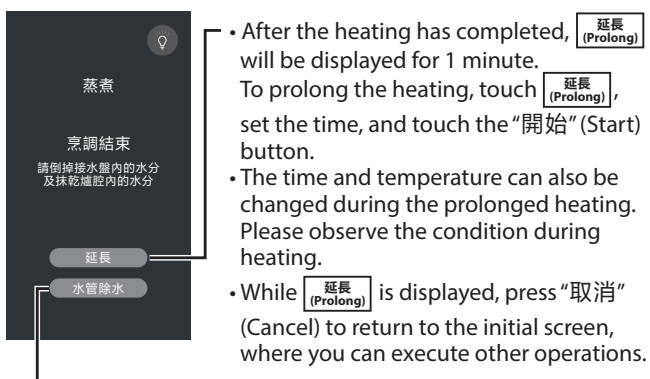 蒸煮
烹調結束
請倒掉接水盤內的水分
及抹乾爐腔內的水分
延長
水管除水
• After the heating has completed, 延長 (Prolong)
will be displayed for 1 minute.
To prolong the heating, touch 延長 (Prolong),
set the time, and touch the “開始” (Start)
button.
• The time and temperature can also be
changed during the prolonged heating.
Please observe the condition during
heating.
• While 延長 (Prolong) is displayed, press “取消”
(Cancel) to return to the initial screen,
where you can execute other operations.